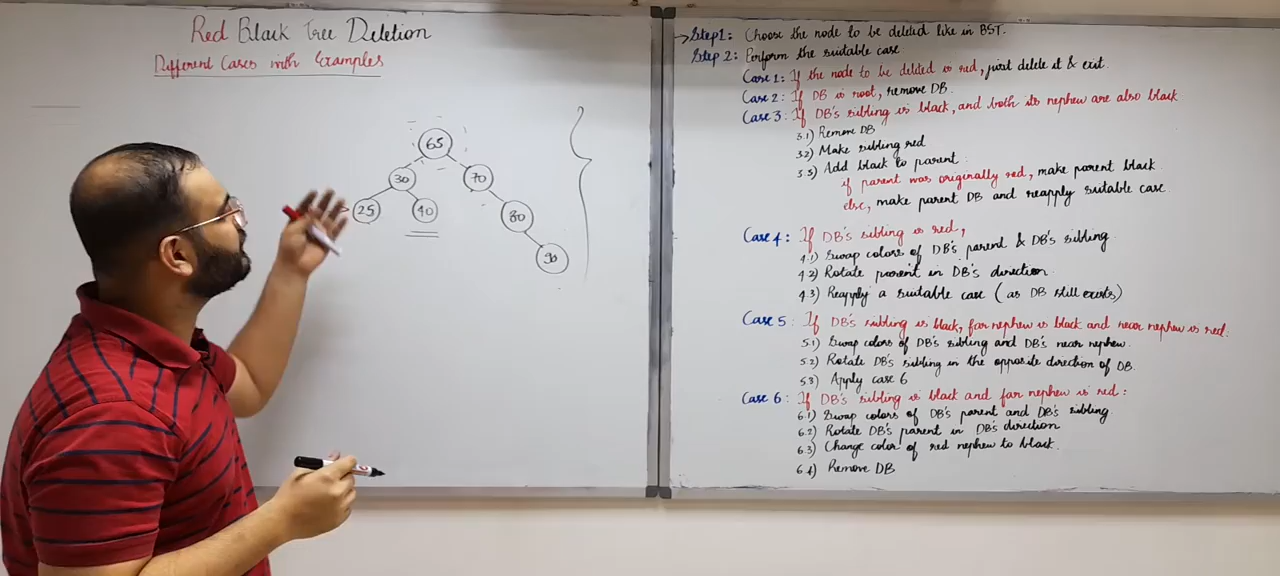 Red Black Tree Deletion
Different Cases with Examples
65
30
70
25
40
80
90
Step1: Choose the node to be deleted like in BST.
Step 2: Perform the suitable case
Case 1: If the node to be deleted is red, just delete it & exit.
Case 2: If DB is root, remove DB.
Case 3: If DB's sibling is black, and both its nephew are also black
3.1) Remove DB
3.2) Make sibling red
3.3) Add black to parent.
if parent was originally red, make parent black.
else, make parent DB and reapply suitable case.
Case 4: If DB's sibling is red,
4.1) Swap colors of DB's parent & DB's sibling
4.2) Rotate parent in DB's direction.
4.3) Reapply a suitable case (as DB still exists)
Case 5: If DB's sibling is black, far nephew is black and near nephew is red.
5.1) Swap colors of DB's sibling and DB's near nephew.
5.2) Rotate DB's sibling in the opposite direction of DB.
5.3) Apply case 6
Case 6: If DB's sibling is black and far nephew is red:
6.1) Swap colors of DB's parent and DB's sibling.
6.2) Rotate DB's parent in DB's direction
6.3) Change color of red nephew to black.
6.4) Remove DB